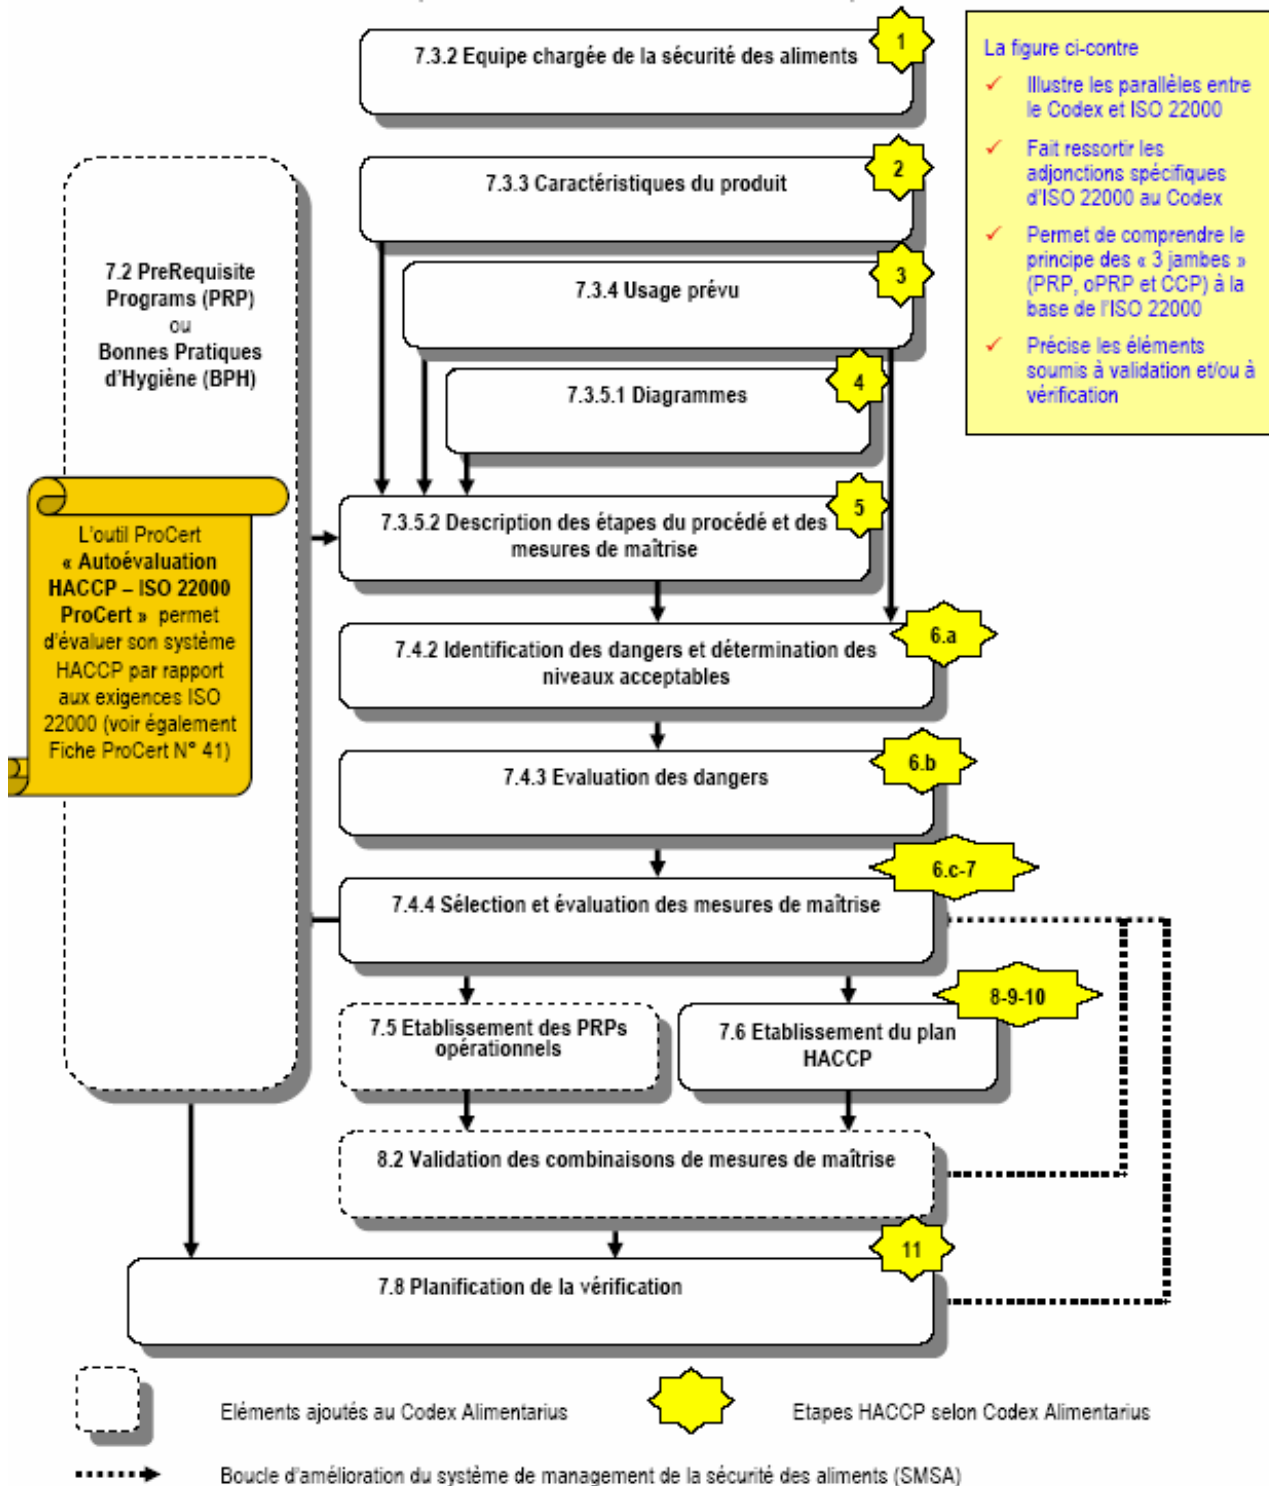 1
7.3.2 Equipe chargée de la sécurité des aliments
La figure ci-contre
✓ Illustre les parallèles entre
le Codex et ISO 22000
✓ Fait ressortir les
adjonctions spécifiques
d'ISO 22000 au Codex
✓ Permet de comprendre le
principe des « 3 jambes »
(PRP, oPRP et CCP) à la
base de l'ISO 22000
✓ Précise les éléments
soumis à validation et/ou à
vérification
2
7.3.3 Caractéristiques du produit
7.2 PreRequisite
Programs (PRP)
ou
Bonnes Pratiques
d'Hygiène (BPH)
3
7.3.4 Usage prévu
4
7.3.5.1 Diagrammes
5
7.3.5.2 Description des étapes du procédé et des
mesures de maîtrise
L'outil ProCert
« Autoévaluation
HACCP – ISO 22000
ProCert » permet
d'évaluer son système
HACCP par rapport
aux exigences ISO
22000 (voir également
Fiche ProCert N° 41)
6.a
7.4.2 Identification des dangers et détermination des
niveaux acceptables
6.b
7.4.3 Evaluation des dangers
6.c-7
7.4.4 Sélection et évaluation des mesures de maîtrise
8-9-10
7.5 Etablissement des PRPs
opérationnels
7.6 Etablissement du plan
HACCP
8.2 Validation des combinaisons de mesures de maîtrise
11
7.8 Planification de la vérification
Eléments ajoutés au Codex Alimentarius
Etapes HACCP selon Codex Alimentarius
Boucle d'amélioration du système de management de la sécurité des aliments (SMSA)